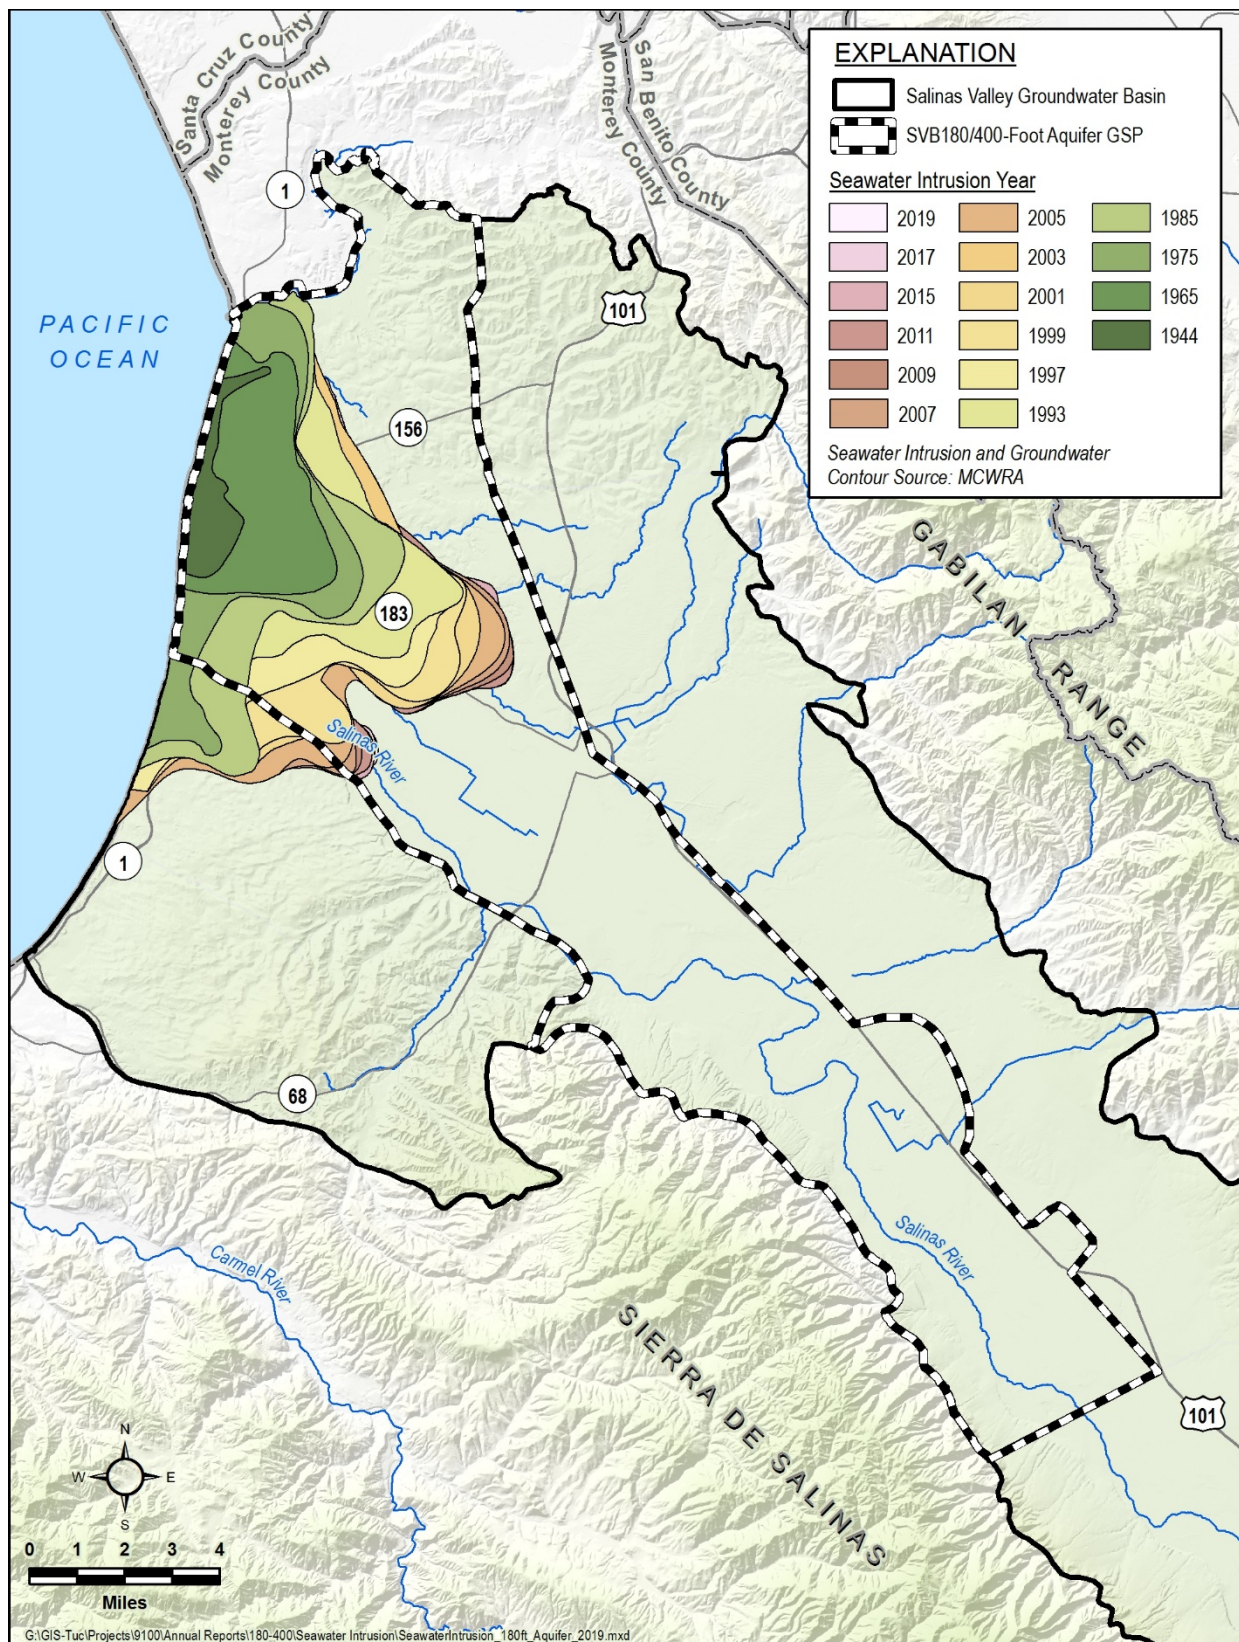 Santa Cruz County
Monterey County
Monterey County
San Benito County
EXPLANATION
Salinas Valley Groundwater Basin
SVB180/400-Foot Aquifer GSP
Seawater Intrusion Year
2019
2017
2015
2011
2009
2007
2005
2003
2001
1999
1997
1993
1985
1975
1965
1944
Seawater Intrusion and Groundwater
Contour Source: MCWRA
1
101
PACIFIC
OCEAN
156
183
GABILAN RANGE
Salinas River
1
68
Salinas River
Carmel River
SIERRA DE SALINAS
101
N
W
E
S
0 1 2 3 4
Miles
G:\GIS-Tuc\Projects\9100\Annual Reports\180-400\Seawater Intrusion\SeawaterIntrusion_180ft_Aquifer_2019.mxd